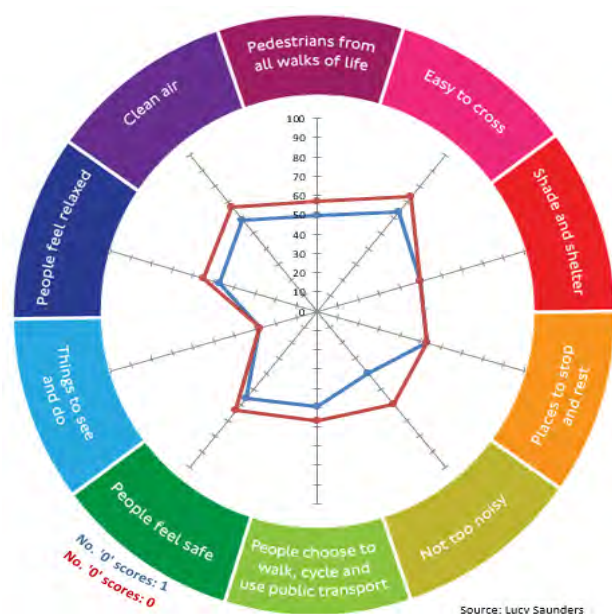 Pedestrians from
all walks of life
Easy to cross
Shade and shelter
Places to stop
and rest
Not too noisy
People choose to
walk, cycle and
use public transport
People feel safe
Things to see
and do
People feel relaxed
Clean air
100
90
80
70
60
50
40
30
20
10
0
No. '0' scores: 1
No. '0' scores: 0
Source: Lucy Saunders